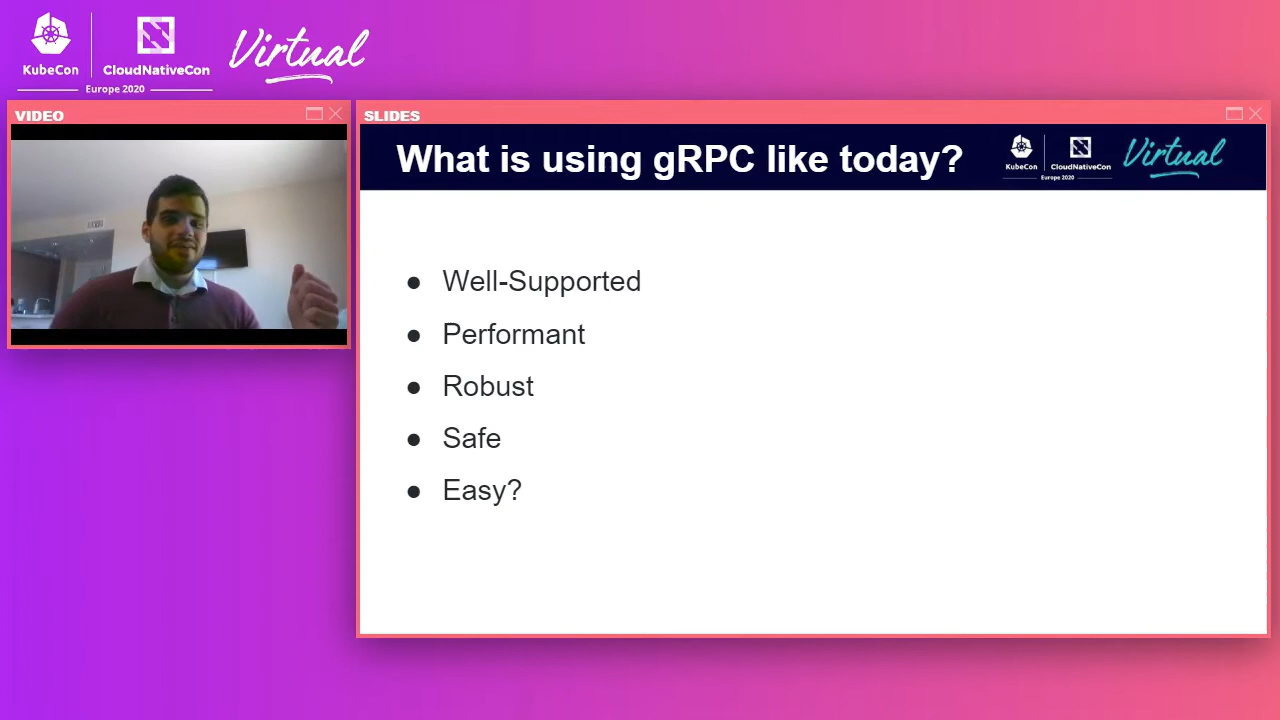 KubeCon
CloudNativeCon
Europe 2020
Virtual
VIDEO
SLIDES
What is using gRPC like today?
KubeCon
CloudNativeCon
Europe 2020
Virtual
● Well-Supported
● Performant
● Robust
● Safe
● Easy?